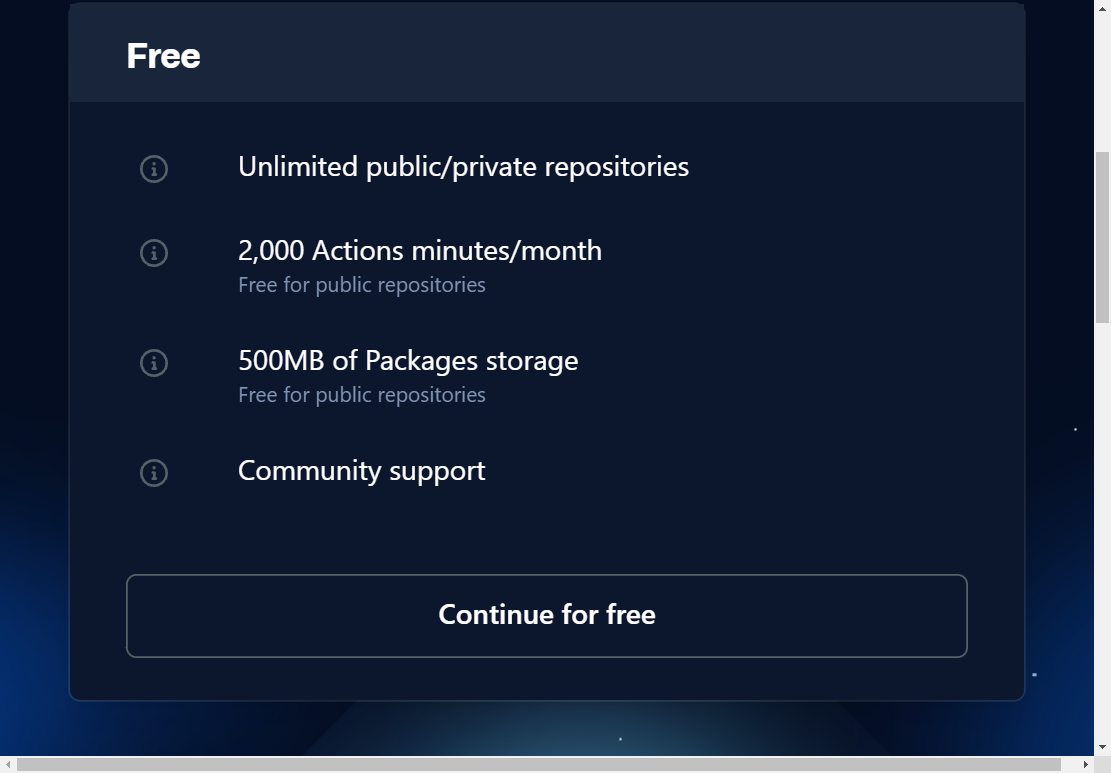 Free
Unlimited public/private repositories
2,000 Actions minutes/month
Free for public repositories
500MB of Packages storage
Free for public repositories
Community support
Continue for free